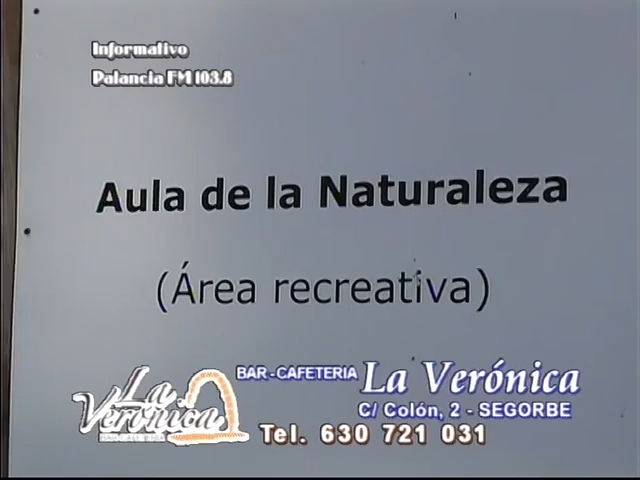 Informativo
Palancia FM 103.8
Aula de la Naturaleza
(Área recreativa)
La Verónica
BAR - CAFETERIA La Verónica
C/ Colón, 2 - SEGORBE
Tel. 630 721 031